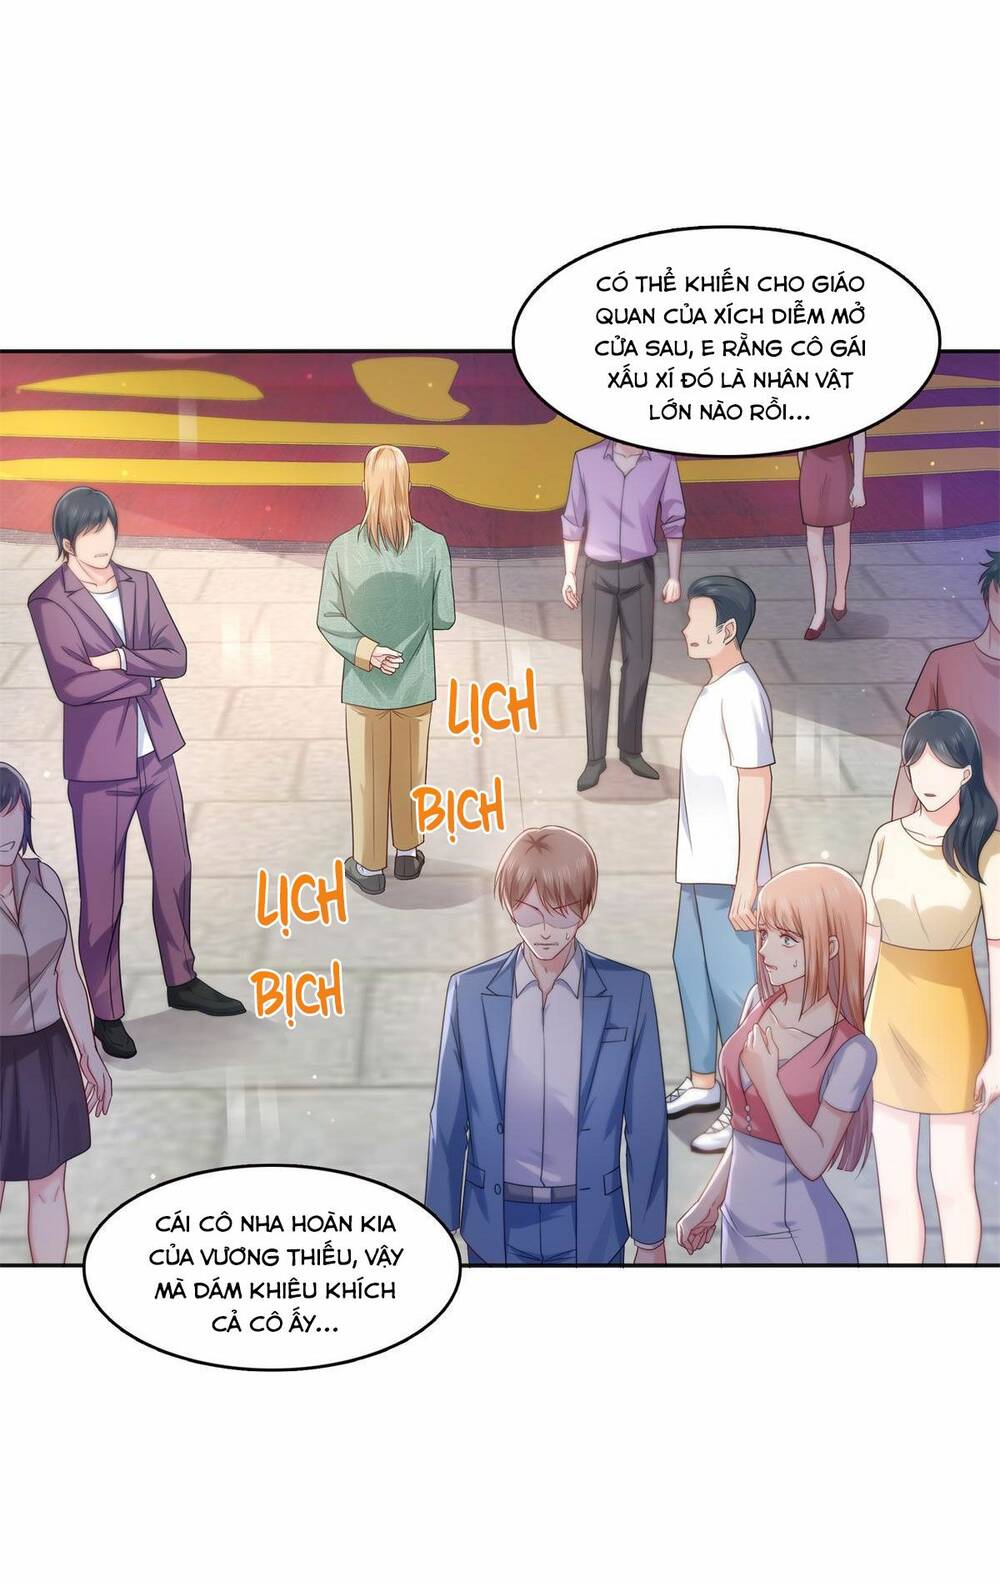 CÓ THỂ KHIẾN CHO GIÁO
QUAN CỦA XÍCH DIỄM MỞ
CỬA SAU, E RẰNG CÔ GÁI
XẤU XÍ ĐÓ LÀ NHÂN VẬT
LỚN NÀO RỒI...
LỊCH
BỊCH
LỊCH
BỊCH
CÁI CÔ NHA HOÀN KIA
CỦA VƯƠNG THIẾU, VẬY
MÀ DÁM KHIÊU KHÍCH
CẢ CÔ ẤY...